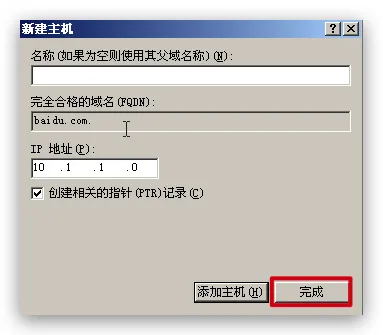 新建主机
名称(如果为空则使用其父域名称)(N):
完全合格的域名(FQDN):
baidu.com.
IP 地址(P):
10 .1 .1 .0
创建相关的指针(PTR)记录(C)
添加主机(H) 完成